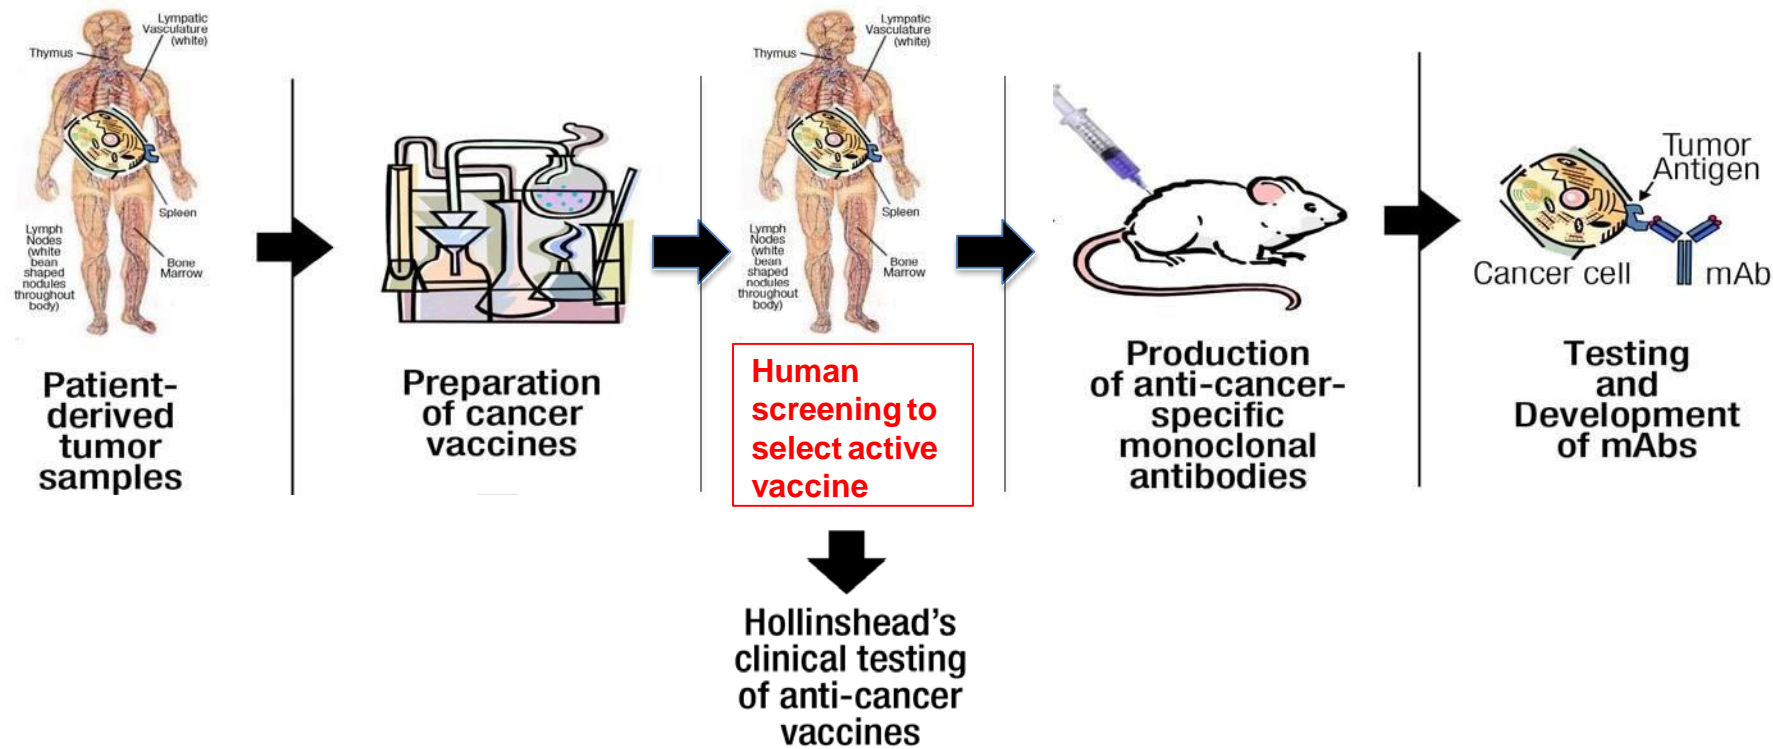 Lympatic
Vasculature
(white)
Thymus
Spleen
Lymph
Nodes
(white
bean
shaped
nodules
throughout
body)
Bone
Marrow
Patient-
derived
tumor
samples
Preparation
of cancer
vaccines
Lympatic
Vasculature
(white)
Thymus
Spleen
Lymph
Nodes
(white
bean
shaped
nodules
throughout
body)
Bone
Marrow
Human
screening to
select active
vaccine
Hollinshead's
clinical testing
of anti-cancer
vaccines
Production
of anti-cancer-
specific
monoclonal
antibodies
Tumor
Antigen
Cancer cell
mAb
Testing
and
Development
of mAbs